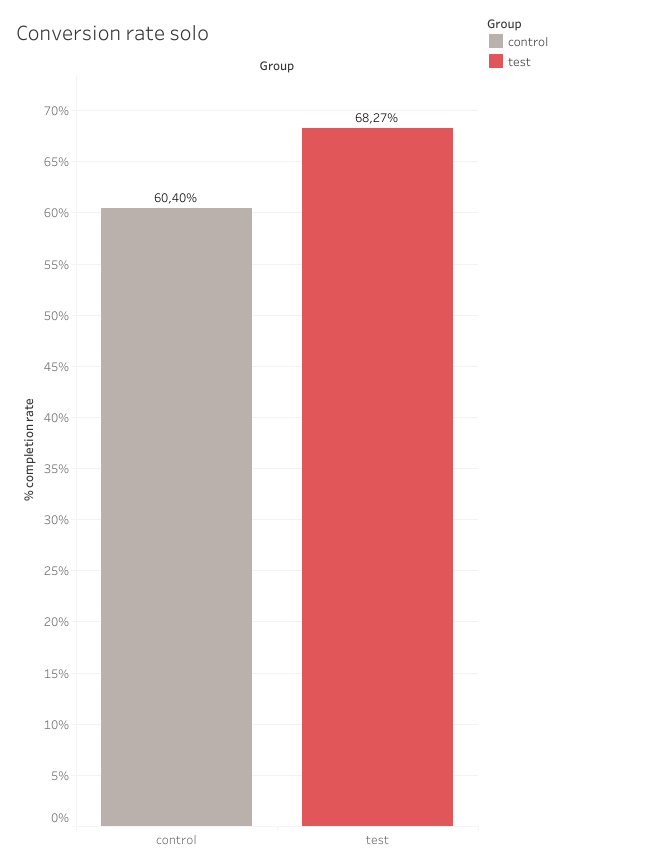 Conversion rate solo
Group
control
test
Group
70%
65%
60%
55%
50%
45%
40%
35%
30%
25%
20%
15%
10%
5%
0%
% completion rate
60,40%
68,27%
control
test